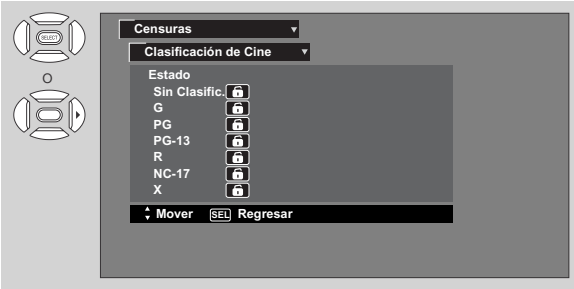 SELECT
O
Censuras
Clasificación de Cine
Estado
Sin Clasific.
G
PG
PG-13
R
NC-17
X
Mover SEL Regresar